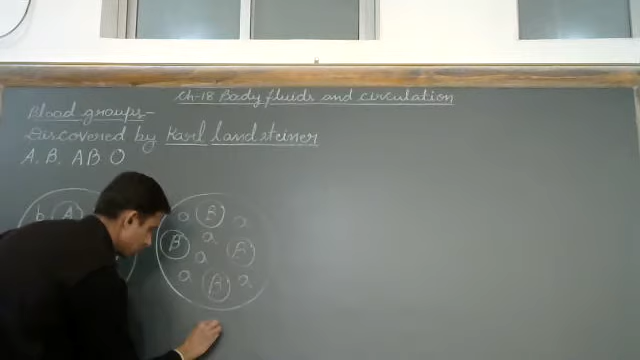 Ch-18 Body fluids and circulation
Blood groups-
Discovered by Karl landsteiner
A. B. AB O
b A
a B a
B a B
a
a B a